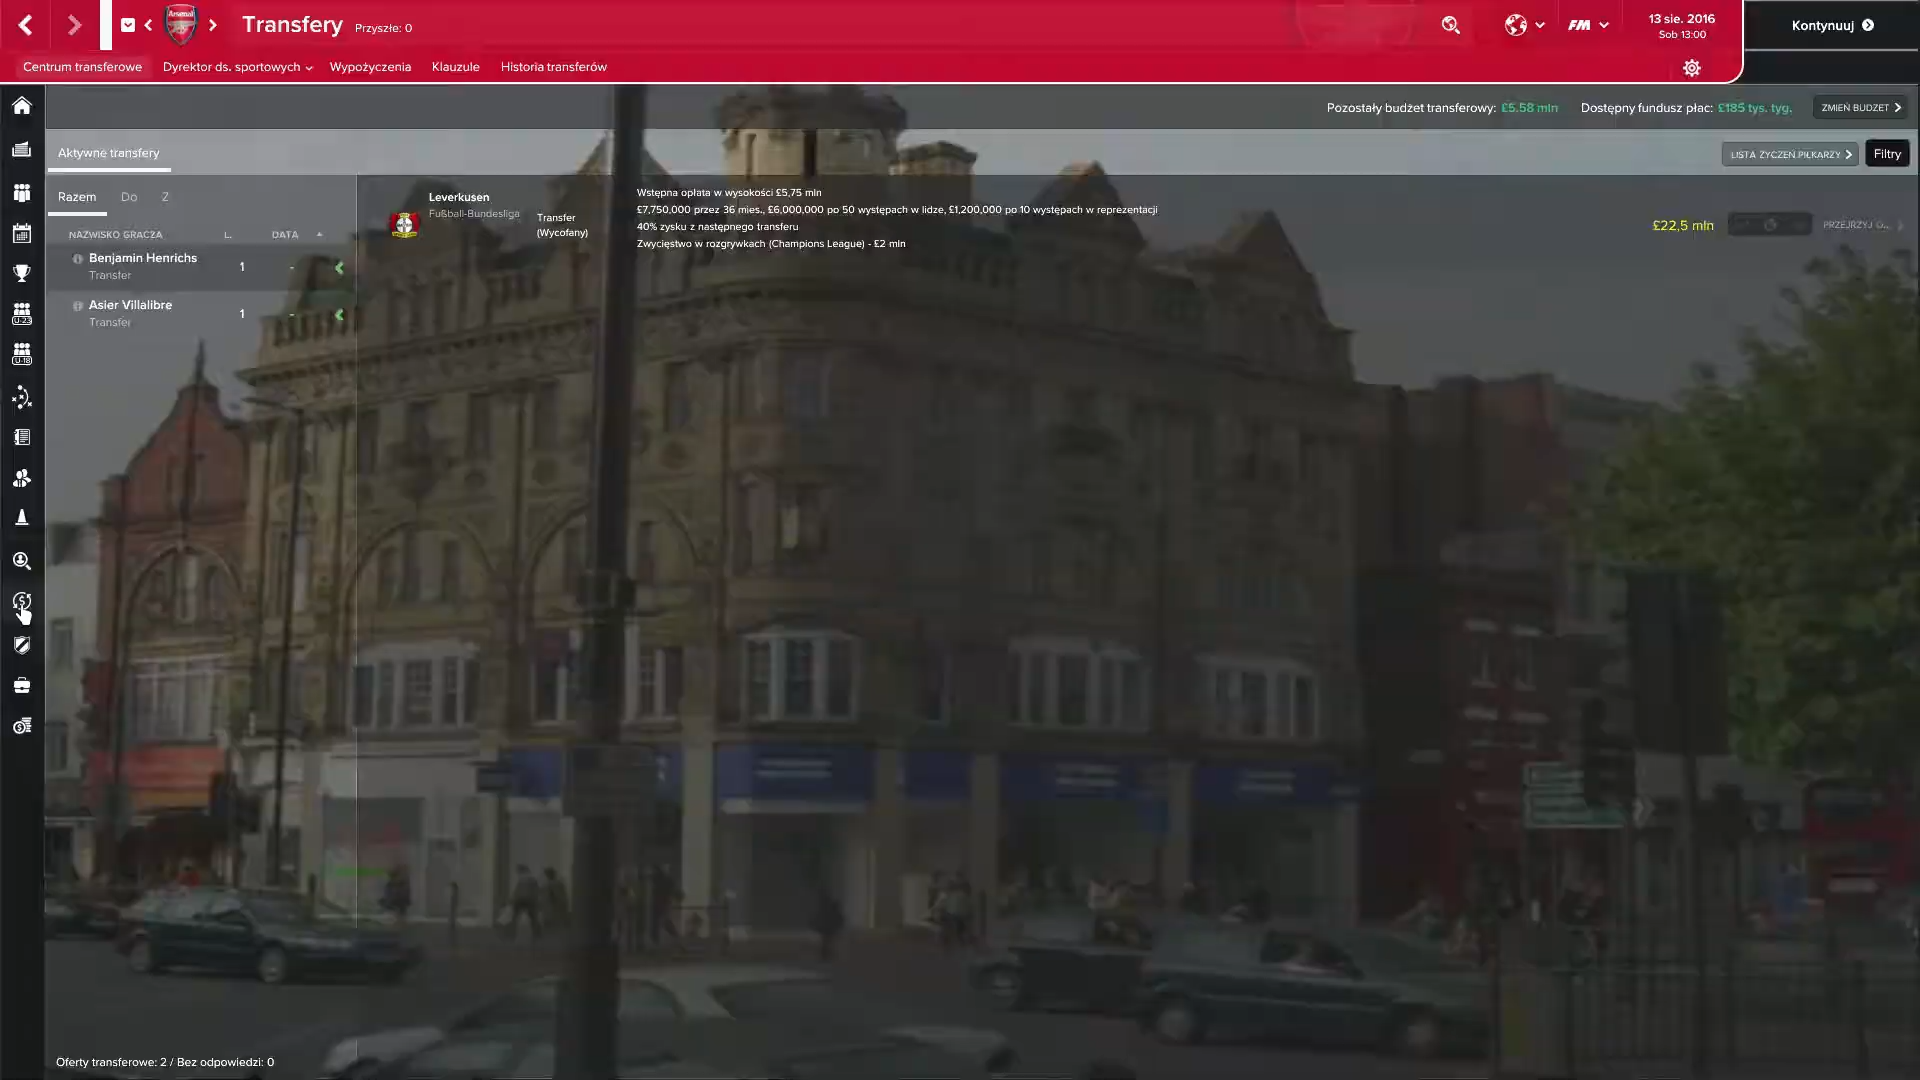 Transfery
Przyszłe: 0
FM
13 sie. 2016
Sob 13:00
Kontynuuj
Centrum transferowe
Dyrektor ds. sportowych
Wypożyczenia
Klauzule
Historia transferów
Pozostały budżet transferowy: £5.58 mln
Dostępny fundusz płac: £185 tys. tyg.
ZMIEŃ BUDŻET
Aktywne transfery
LISTA ŻYCZEŃ PIŁKARZY
Filtry
Razem
Do
Z
NAZWISKO GRACZA
L.
DATA
Benjamin Henrichs
Transfer
1
-
Asier Villalibre
Transfer
1
-
Leverkusen
Fußball-Bundesliga
Transfer
(Wycofany)
Wstępna opłata w wysokości £5,75 mln
£7,750,000 przez 36 mies., £6,000,000 po 50 występach w lidze, £1,200,000 po 10 występach w reprezentacji
40% zysku z następnego transferu
Zwycięstwo w rozgrywkach (Champions League) - £2 mln
£22,5 mln
PRZEJRZYJ O...
U-23
U-18
Oferty transferowe: 2 / Bez odpowiedzi: 0